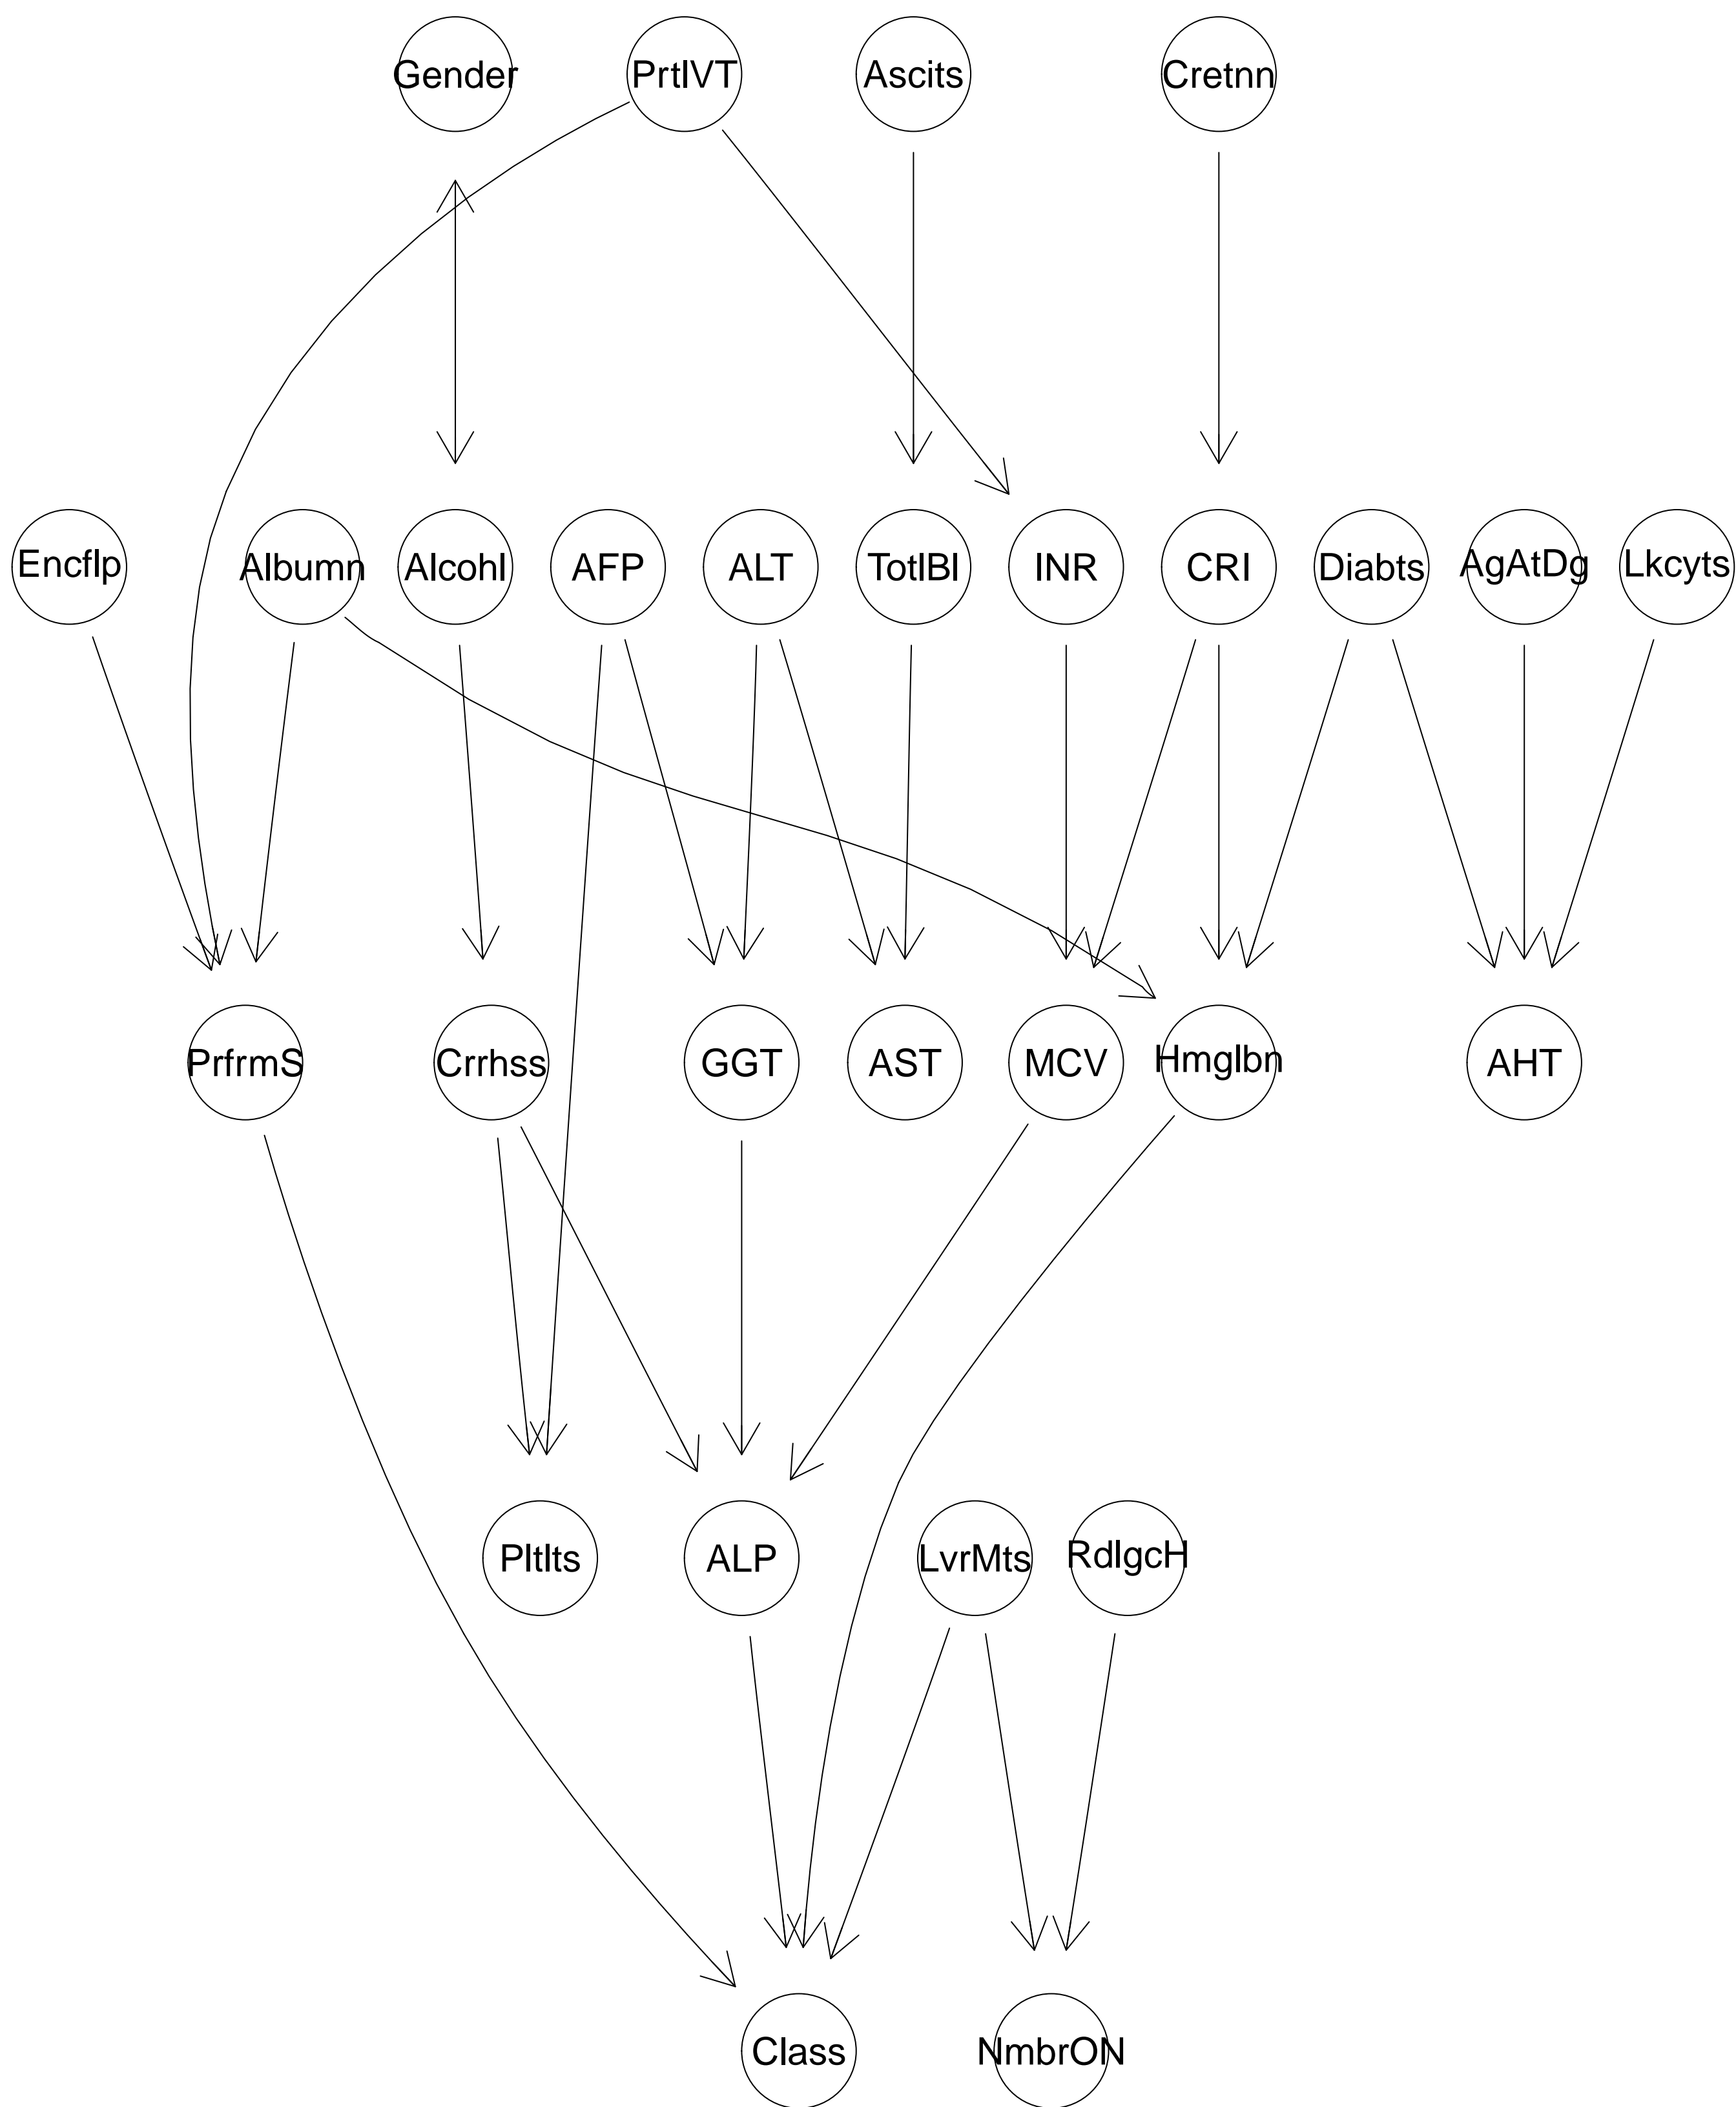 Gender PrtlVT Ascits Cretnn
Encflp Albumn Alcohl AFP ALT TotlBl INR CRI Diabts AgAtDg Lkcyts
PrfrmS Crrhss GGT AST MCV Hmglbn AHT
Pltlts ALP LvrMts RdlgcH
Class NmbrON